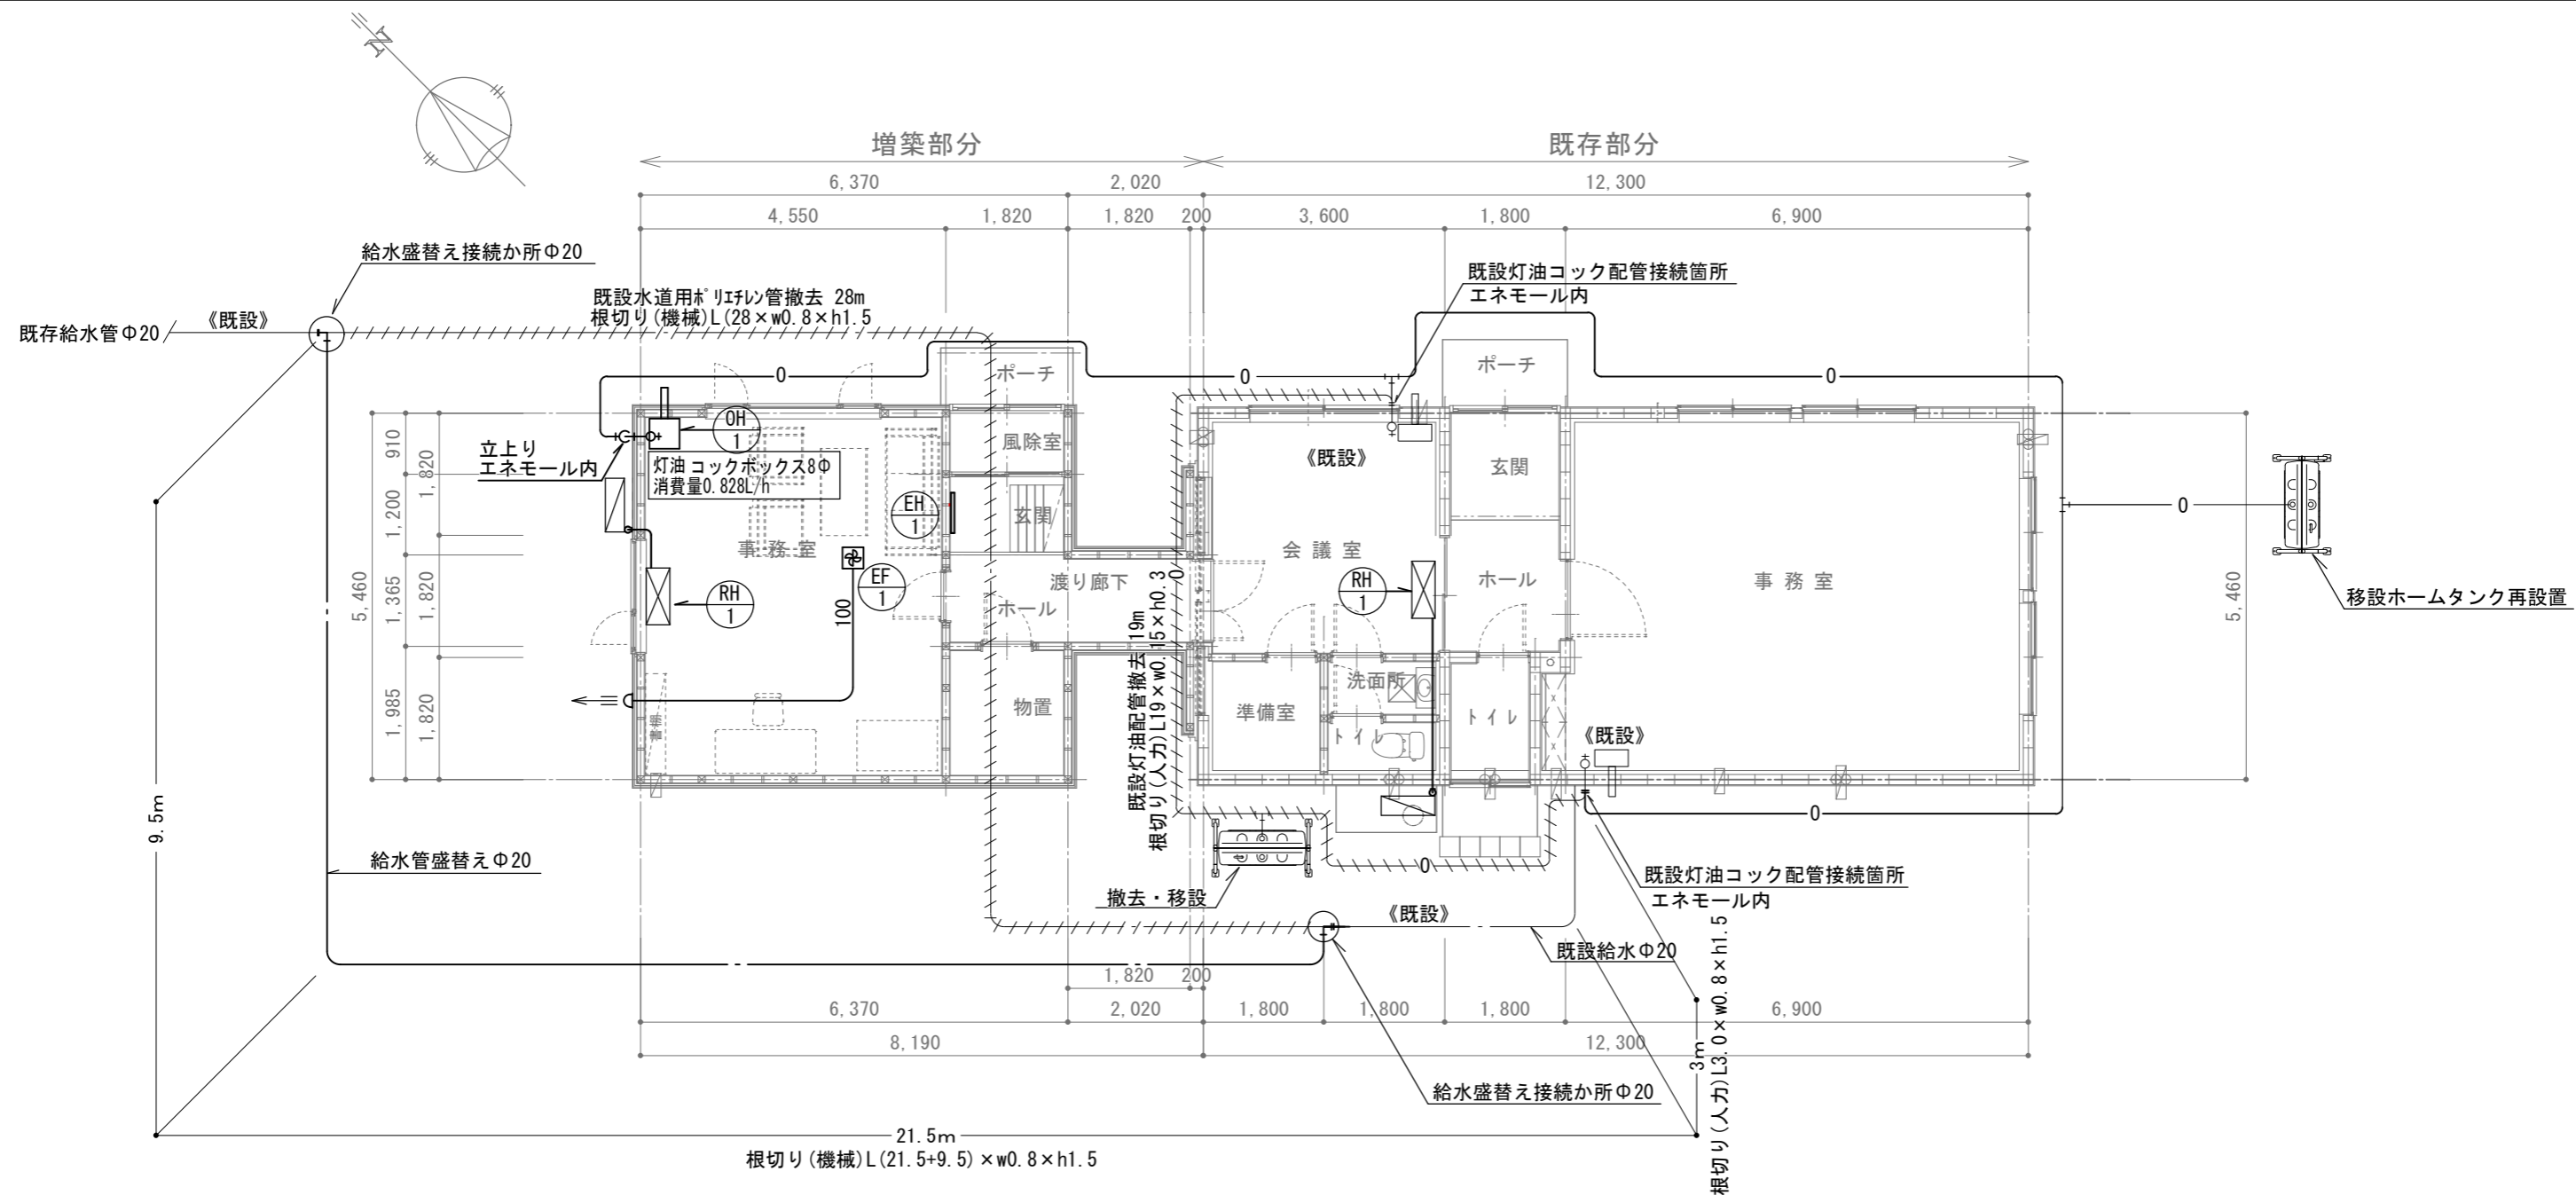 N
増築部分
既存部分
6,370
2,020
12,300
4,550
1,820
1,820
200
3,600
1,800
6,900
給水盛替え接続か所Φ20
既存給水管Φ20
《既設》
既設水道用ﾎﾟﾘｴﾁﾚﾝ管撤去 28m
根切り(機械)L(28×w0.8×h1.5
既設灯油コック配管接続箇所
エネモール内
0
0
0
ポーチ
ポーチ
OH
1
立上り
エネモール内
灯油 コックボックス8Φ
消費量0.828L/h
風除室
《既設》
玄関
EH
1
玄関
0
事 務 室
会 議 室
ホール
事 務 室
EF
1
渡り廊下
ホール
RH
1
RH
1
100
移設ホームタンク再設置
5,460
910
1,200
1,365
1,985
1,820
1,820
1,820
5,460
書棚
物置
準備室
洗面所
トイレ
トイレ
《既設》
既設灯油配管撤去 19m
根切り(人力)L19×w0.15×h0.3
0
0
0
9.5m
給水管盛替えΦ20
撤去・移設
《既設》
既設灯油コック配管接続箇所
エネモール内
既設給水Φ20
1,820
200
6,370
2,020
1,800
1,800
1,800
6,900
8,190
12,300
3m
根切り(人力)L3.0×w0.8×h1.5
給水盛替え接続か所Φ20
21.5m
根切り(機械)L(21.5+9.5)×w0.8×h1.5